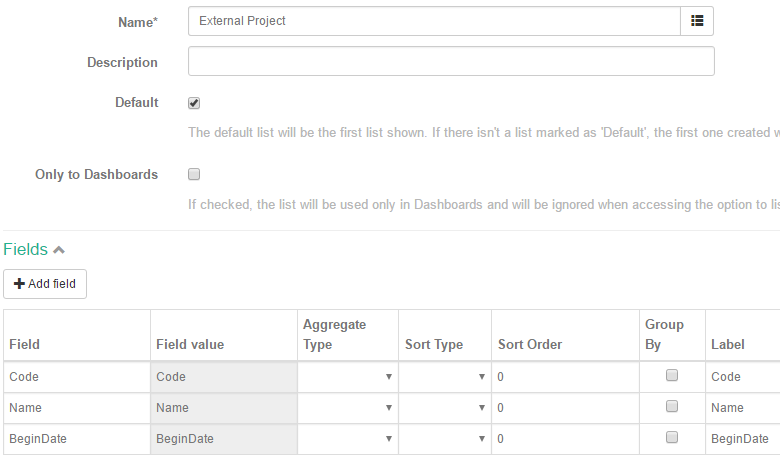 Name* External Project
Description
Default
The default list will be the first list shown. If there isn't a list marked as 'Default', the first one created
Only to Dashboards
If checked, the list will be used only in Dashboards and will be ignored when accessing the option to
Fields
Add field
Field Field value Aggregate Type Sort Type Sort Order Group By Label
Code Code 0 Code
Name Name 0 Name
BeginDate BeginDate 0 BeginDate